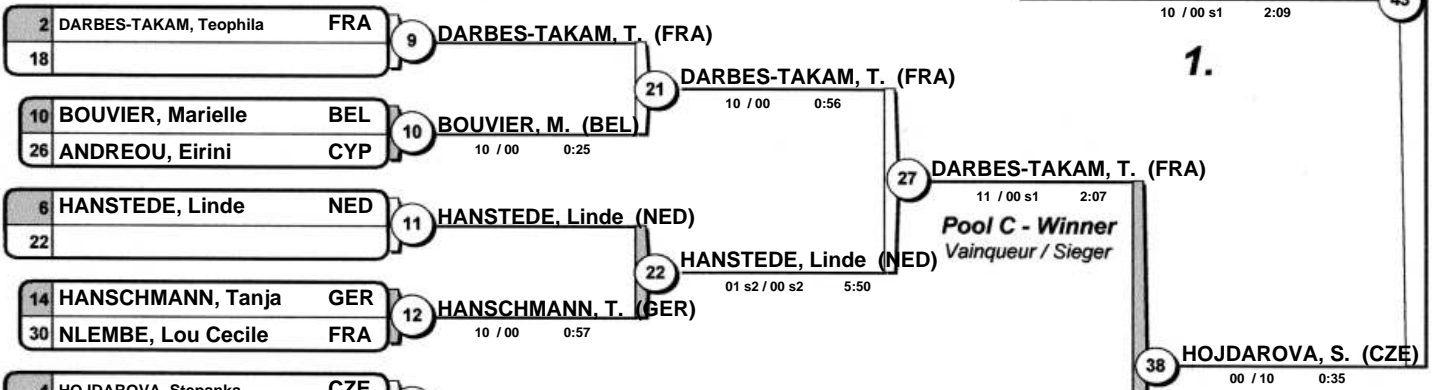 10 / 00 s1 2:09
1.
2 DARBES-TAKAM, Teophila FRA
18
9 DARBES-TAKAM, T. (FRA)
21 DARBES-TAKAM, T. (FRA)
10 / 00 0:56
10 BOUVIER, Marielle BEL
26 ANDREOU, Eirini CYP
10 BOUVIER, M. (BEL)
10 / 00 0:25
27 DARBES-TAKAM, T. (FRA)
11 / 00 s1 2:07
Pool C - Winner
Vainqueur / Sieger
6 HANSTEDE, Linde NED
22
11 HANSTEDE, Linde (NED)
22 HANSTEDE, Linde (NED)
01 s2 / 00 s2 5:50
14 HANSCHMANN, Tanja GER
30 NLEMBE, Lou Cecile FRA
12 HANSCHMANN, T. (GER)
10 / 00 0:57
38 HOJDAROVA, S. (CZE)
00 / 10 0:35
4 HOJDAROVA, Stepanka CZE